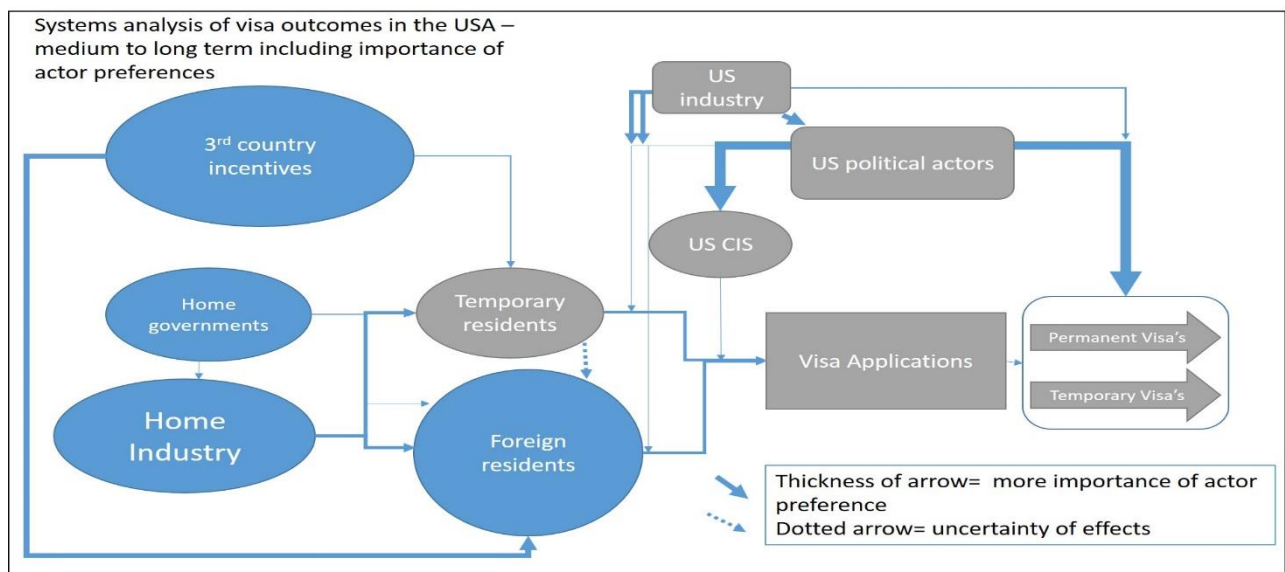 Systems analysis of visa outcomes in the USA –
medium to long term including importance of
actor preferences
US
industry
3rd country
incentives
US political actors
US CIS
Home
governments
Temporary
residents
Permanent Visa's
Visa Applications
Temporary Visa's
Home
Industry
Foreign
residents
Thickness of arrow= more importance of actor
preference
Dotted arrow= uncertainty of effects